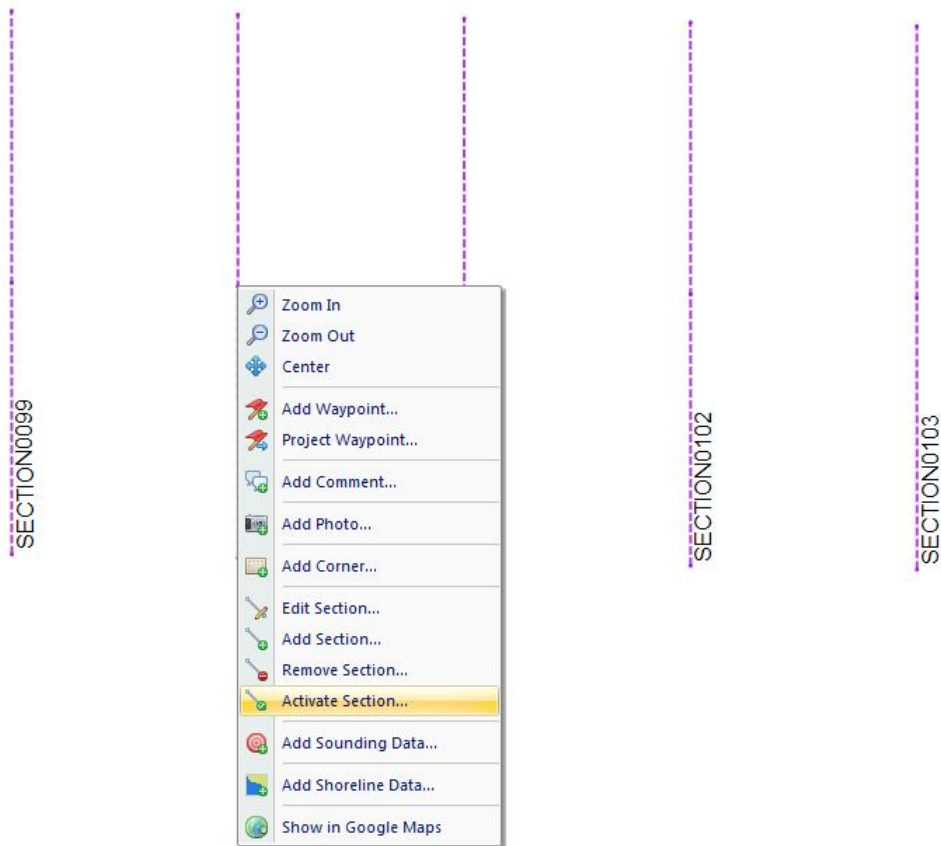 SECTION0099
Zoom In
Zoom Out
Center
Add Waypoint...
Project Waypoint...
Add Comment...
Add Photo...
Add Corner...
Edit Section...
Add Section...
Remove Section...
Activate Section...
Add Sounding Data...
Add Shoreline Data...
Show in Google Maps
SECTION0102
SECTION0103